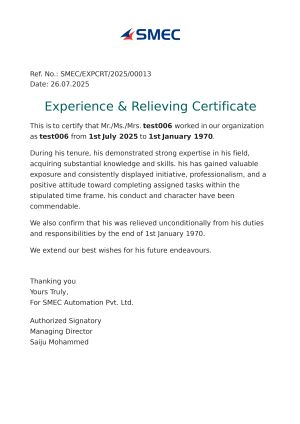 SMEC
Ref. No.: SMEC/EXPCRT/2025/00013
Date: 26.07.2025
Experience & Relieving Certificate
This is to certify that Mr./Ms./Mrs. test006 worked in our organization
as test006 from 1st July 2025 to 1st January 1970.
During his tenure, his demonstrated strong expertise in his field,
acquiring substantial knowledge and skills. his has gained valuable
exposure and consistently displayed initiative, professionalism, and a
positive attitude toward completing assigned tasks within the
stipulated time frame. his conduct and character have been
commendable.
We also confirm that his was relieved unconditionally from his duties
and responsibilities by the end of 1st January 1970.
We extend our best wishes for his future endeavours.
Thanking you
Yours Truly,
For SMEC Automation Pvt. Ltd.
Authorized Signatory
Managing Director
Saiju Mohammed